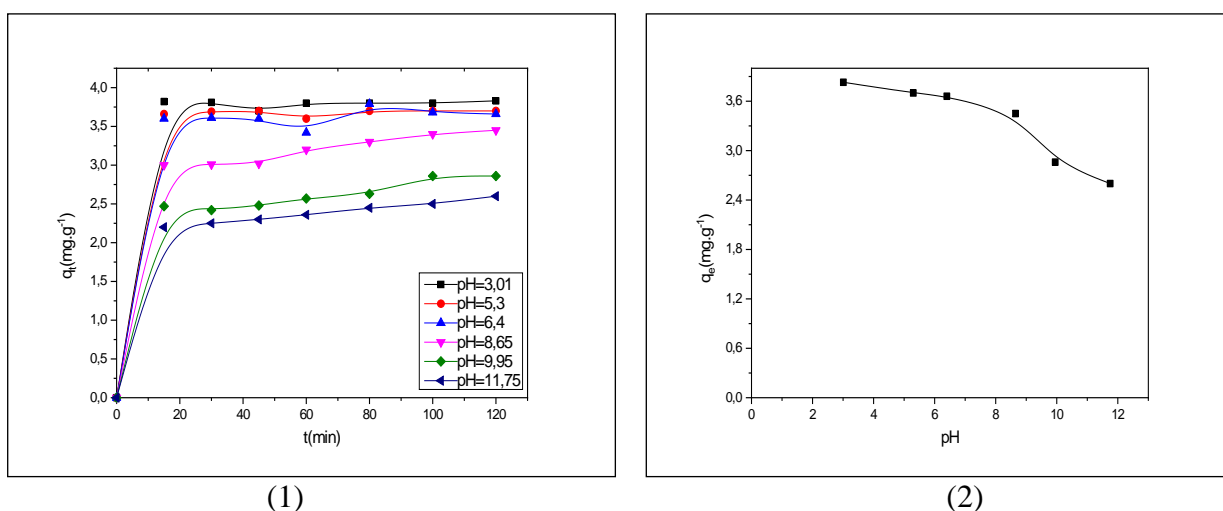 4,0
3,5
3,0
2,5
2,0
1,5
1,0
0,5
0,0
qt(mg.g-1)
0 20 40 60 80 100 120
t(min)
pH=3,01
pH=5,3
pH=6,4
pH=8,65
pH=9,95
pH=11,75
(1)
3,6
3,0
2,4
1,8
1,2
0,6
0,0
qe(mg.g-1)
0 2 4 6 8 10 12
pH
(2)